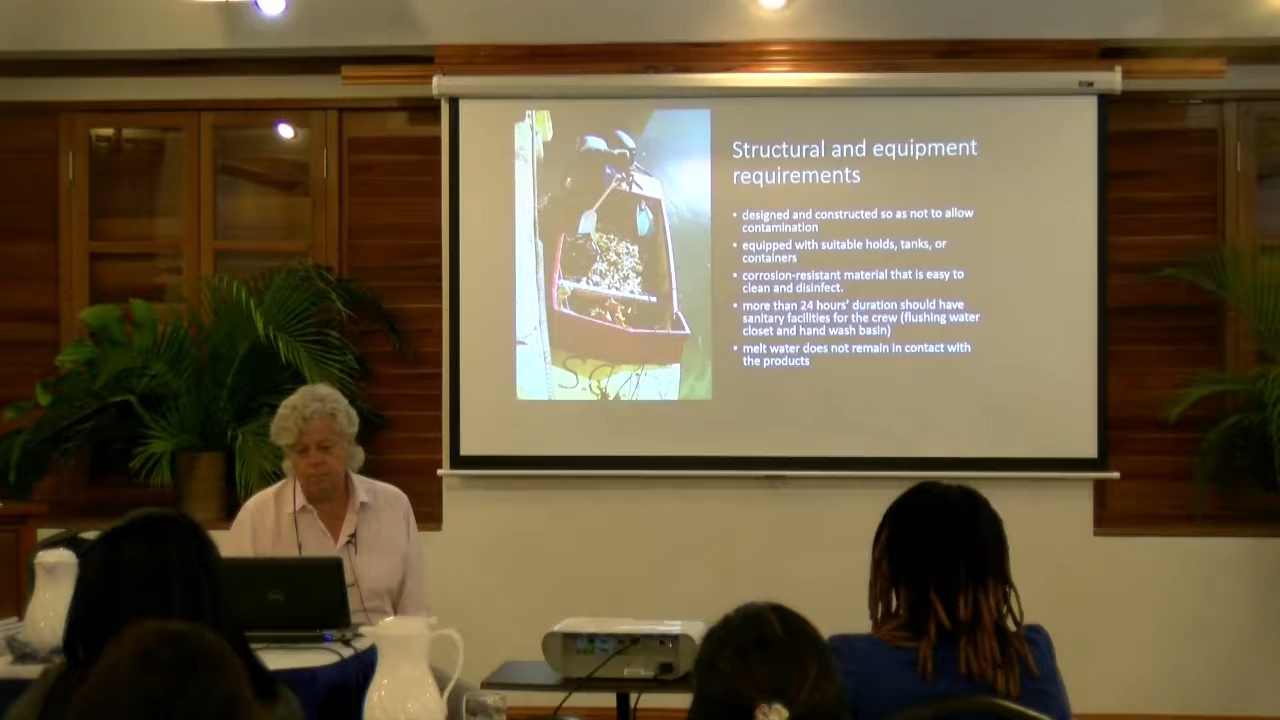 Structural and equipment
requirements
• designed and constructed so as not to allow
contamination
• equipped with suitable holds, tanks, or
containers
• corrosion-resistant material that is easy to
clean and disinfect.
• more than 24 hours' duration should have
sanitary facilities for the crew (flushing water
closet and hand wash basin)
• melt water does not remain in contact with
the products